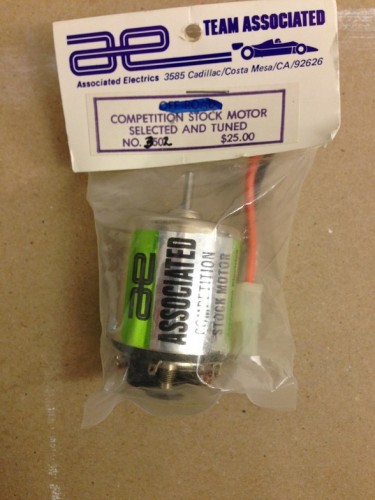 ae
TEAM ASSOCIATED
Associated Electrics 3585 Cadillac/Costa Mesa/CA/92626
COMPETITION STOCK MOTOR
SELECTED AND TUNED
NO. 3502 $25.00
ae
ASSOCIATED
COMPETITION
STOCK MOTOR